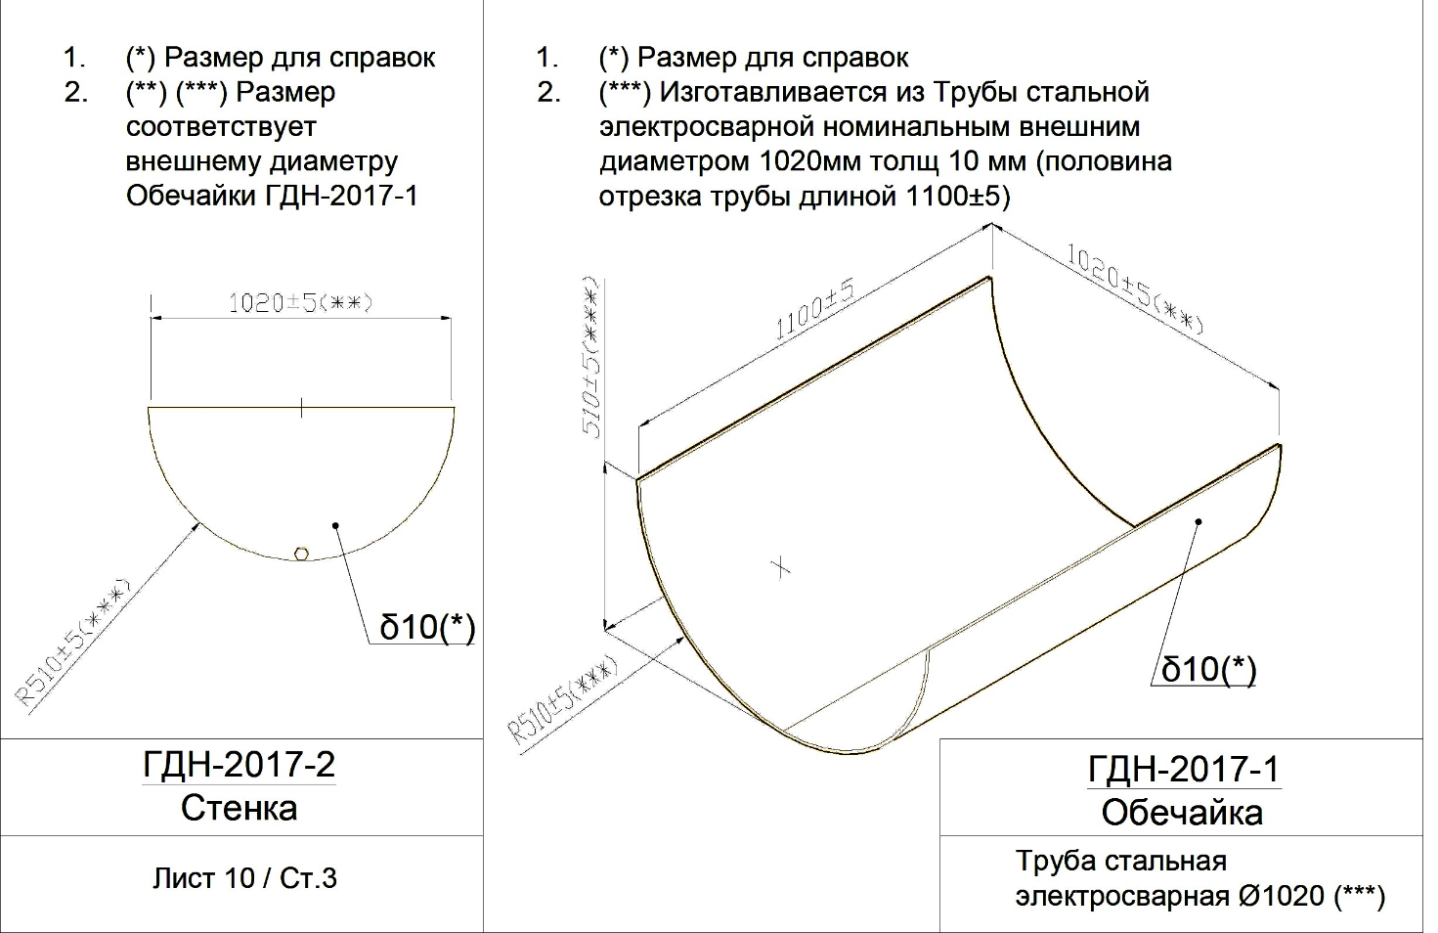 1. (*) Размер для справок
2. (**) (***) Размер
соответствует
внешнему диаметру
Обечайки ГДН-2017-1
1020±5(**)
R510±5(***)
δ10(*)
ГДН-2017-2
Стенка
Лист 10 / Ст.3
1. (*) Размер для справок
2. (***) Изготавливается из Трубы стальной
электросварной номинальным внешним
диаметром 1020мм толщ 10 мм (половина
отрезка трубы длиной 1100±5)
510±5(***)
1100±5
1020±5(**)
R510±5(***)
δ10(*)
ГДН-2017-1
Обечайка
Труба стальная
электросварная Ø1020 (***)